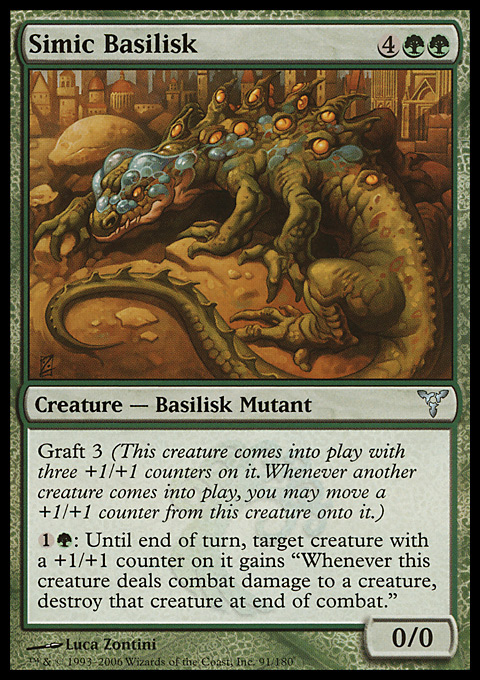 Simic Basilisk 4
Creature — Basilisk Mutant
Graft 3 (This creature comes into play with
three +1/+1 counters on it. Whenever another
creature comes into play, you may move a
+1/+1 counter from this creature onto it.)
1 : Until end of turn, target creature with
a +1/+1 counter on it gains “Whenever this
creature deals combat damage to a creature,
destroy that creature at end of combat.”
Luca Zontini
0/0
™ & © 1993–2006 Wizards of the Coast, Inc. 91/180